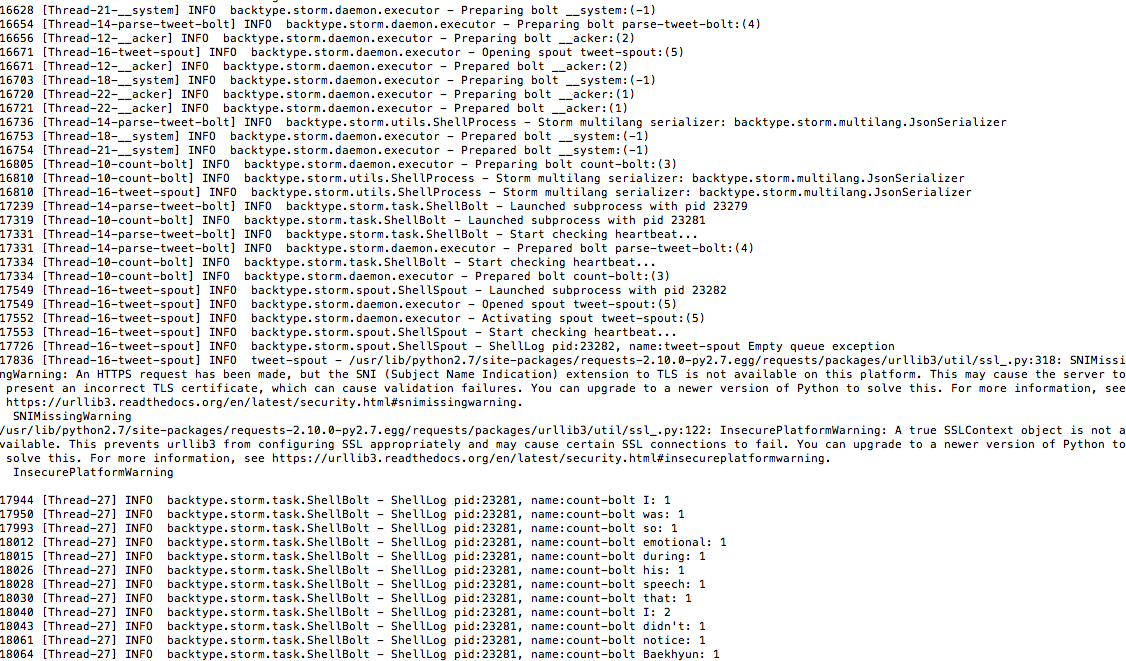 16628 [Thread-21-__system] INFO  backtype.storm.daemon.executor - Preparing bolt __system:(-1)
16654 [Thread-14-parse-tweet-bolt] INFO  backtype.storm.daemon.executor - Preparing bolt parse-tweet-bolt:(4)
16656 [Thread-12-__acker] INFO  backtype.storm.daemon.executor - Preparing bolt __acker:(2)
16671 [Thread-16-tweet-spout] INFO  backtype.storm.daemon.executor - Opening spout tweet-spout:(5)
16671 [Thread-12-__acker] INFO  backtype.storm.daemon.executor - Prepared bolt __acker:(2)
16703 [Thread-18-__system] INFO  backtype.storm.daemon.executor - Preparing bolt __system:(-1)
16720 [Thread-22-__acker] INFO  backtype.storm.daemon.executor - Preparing bolt __acker:(1)
16721 [Thread-22-__acker] INFO  backtype.storm.daemon.executor - Prepared bolt __acker:(1)
16736 [Thread-14-parse-tweet-bolt] INFO  backtype.storm.utils.ShellProcess - Storm multilang serializer: backtype.storm.multilang.JsonSerializer
16753 [Thread-18-__system] INFO  backtype.storm.daemon.executor - Prepared bolt __system:(-1)
16754 [Thread-21-__system] INFO  backtype.storm.daemon.executor - Prepared bolt __system:(-1)
16805 [Thread-10-count-bolt] INFO  backtype.storm.daemon.executor - Preparing bolt count-bolt:(3)
16810 [Thread-10-count-bolt] INFO  backtype.storm.utils.ShellProcess - Storm multilang serializer: backtype.storm.multilang.JsonSerializer
16810 [Thread-16-tweet-spout] INFO  backtype.storm.utils.ShellProcess - Storm multilang serializer: backtype.storm.multilang.JsonSerializer
17239 [Thread-14-parse-tweet-bolt] INFO  backtype.storm.task.ShellBolt - Launched subprocess with pid 23279
17319 [Thread-10-count-bolt] INFO  backtype.storm.task.ShellBolt - Launched subprocess with pid 23281
17331 [Thread-14-parse-tweet-bolt] INFO  backtype.storm.task.ShellBolt - Start checking heartbeat...
17331 [Thread-14-parse-tweet-bolt] INFO  backtype.storm.daemon.executor - Prepared bolt parse-tweet-bolt:(4)
17334 [Thread-10-count-bolt] INFO  backtype.storm.task.ShellBolt - Start checking heartbeat...
17334 [Thread-10-count-bolt] INFO  backtype.storm.daemon.executor - Prepared bolt count-bolt:(3)
17549 [Thread-16-tweet-spout] INFO  backtype.storm.spout.ShellSpout - Launched subprocess with pid 23282
17549 [Thread-16-tweet-spout] INFO  backtype.storm.daemon.executor - Opened spout tweet-spout:(5)
17552 [Thread-16-tweet-spout] INFO  backtype.storm.daemon.executor - Activating spout tweet-spout:(5)
17553 [Thread-16-tweet-spout] INFO  backtype.storm.spout.ShellSpout - Start checking heartbeat...
17726 [Thread-16-tweet-spout] INFO  backtype.storm.spout.ShellSpout - ShellLog pid:23282, name:tweet-spout Empty queue exception
17836 [Thread-16-tweet-spout] INFO  tweet-spout - /usr/lib/python2.7/site-packages/requests-2.10.0-py2.7.egg/requests/packages/urllib3/util/ssl_.py:318: SNIMissi
ngWarning: An HTTPS request has been made, but the SNI (Subject Name Indication) extension to TLS is not available on this platform. This may cause the server to
 present an incorrect TLS certificate, which can cause validation failures. You can upgrade to a newer version of Python to solve this. For more information, see
 https://urllib3.readthedocs.org/en/latest/security.html#snimissingwarning.
  SNIMissingWarning
/usr/lib/python2.7/site-packages/requests-2.10.0-py2.7.egg/requests/packages/urllib3/util/ssl_.py:122: InsecurePlatformWarning: A true SSLContext object is not a
vailable. This prevents urllib3 from configuring SSL appropriately and may cause certain SSL connections to fail. You can upgrade to a newer version of Python to
 solve this. For more information, see https://urllib3.readthedocs.org/en/latest/security.html#insecureplatformwarning.
  InsecurePlatformWarning
17944 [Thread-27] INFO  backtype.storm.task.ShellBolt - ShellLog pid:23281, name:count-bolt I: 1
17950 [Thread-27] INFO  backtype.storm.task.ShellBolt - ShellLog pid:23281, name:count-bolt was: 1
17993 [Thread-27] INFO  backtype.storm.task.ShellBolt - ShellLog pid:23281, name:count-bolt so: 1
18012 [Thread-27] INFO  backtype.storm.task.ShellBolt - ShellLog pid:23281, name:count-bolt emotional: 1
18015 [Thread-27] INFO  backtype.storm.task.ShellBolt - ShellLog pid:23281, name:count-bolt during: 1
18026 [Thread-27] INFO  backtype.storm.task.ShellBolt - ShellLog pid:23281, name:count-bolt his: 1
18028 [Thread-27] INFO  backtype.storm.task.ShellBolt - ShellLog pid:23281, name:count-bolt speech: 1
18030 [Thread-27] INFO  backtype.storm.task.ShellBolt - ShellLog pid:23281, name:count-bolt that: 1
18040 [Thread-27] INFO  backtype.storm.task.ShellBolt - ShellLog pid:23281, name:count-bolt I: 2
18043 [Thread-27] INFO  backtype.storm.task.ShellBolt - ShellLog pid:23281, name:count-bolt didn't: 1
18061 [Thread-27] INFO  backtype.storm.task.ShellBolt - ShellLog pid:23281, name:count-bolt notice: 1
18064 [Thread-27] INFO  backtype.storm.task.ShellBolt - ShellLog pid:23281, name:count-bolt Baekhyun: 1